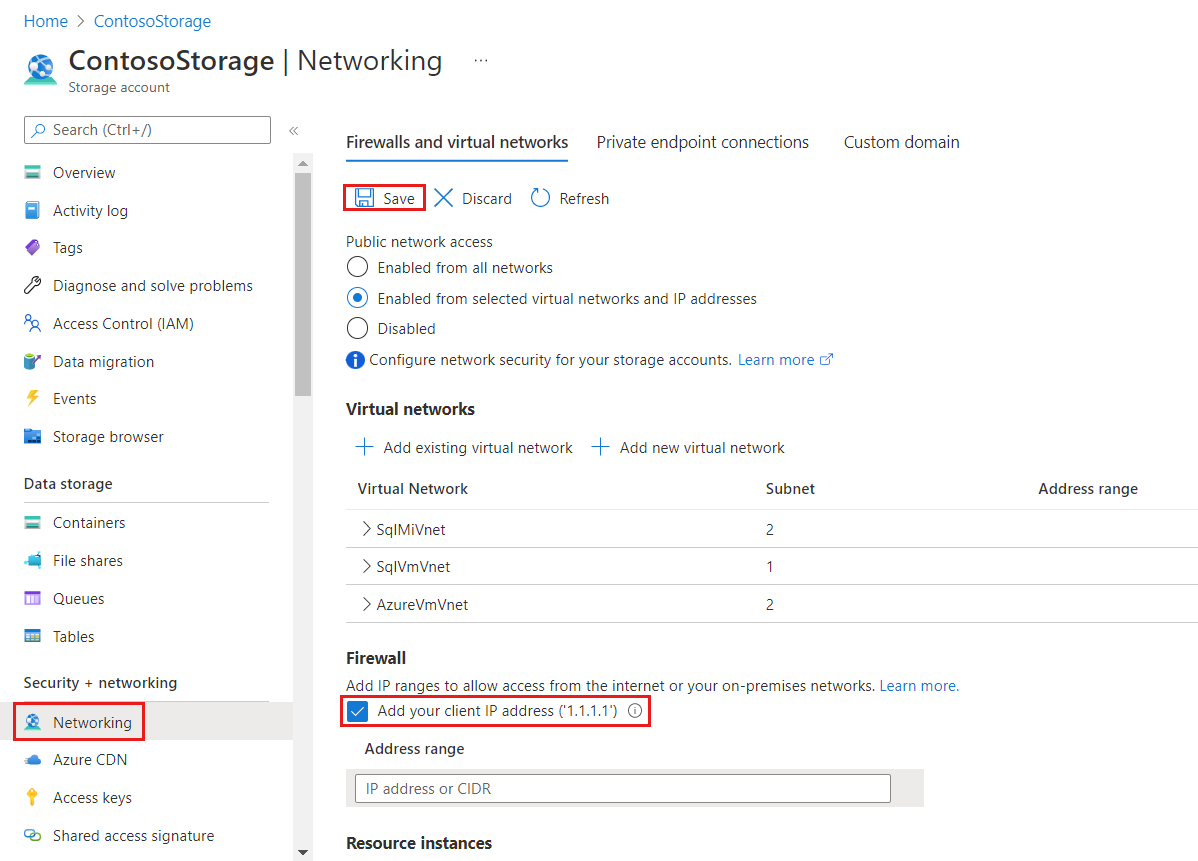 Home > ContosoStorage
ContosoStorage | Networking ...
Storage account
Search (Ctrl+/)
«
Overview
Activity log
Tags
Diagnose and solve problems
Access Control (IAM)
Data migration
Events
Storage browser
Data storage
Containers
File shares
Queues
Tables
Security + networking
Networking
Azure CDN
Access keys
Shared access signature
Firewalls and virtual networks Private endpoint connections Custom domain
Save Discard Refresh
Public network access
Enabled from all networks
Enabled from selected virtual networks and IP addresses
Disabled
Configure network security for your storage accounts. Learn more
Virtual networks
Add existing virtual network Add new virtual network
Virtual Network Subnet Address range
SqlMiVnet 2
SqlVmVnet 1
AzureVmVnet 2
Firewall
Add IP ranges to allow access from the internet or your on-premises networks. Learn more.
Add your client IP address ('1.1.1.1')
Address range
IP address or CIDR
Resource instances